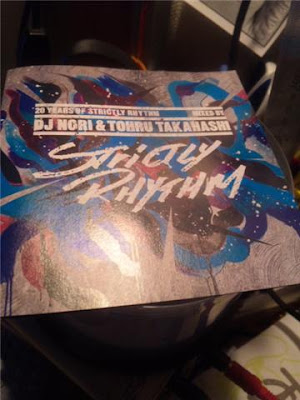 20 YEARS OF STRICTLY RHYTHM MIXED BY
DJ NORI & TOHRU TAKAHASHI
STRICTLY
RHYTHM